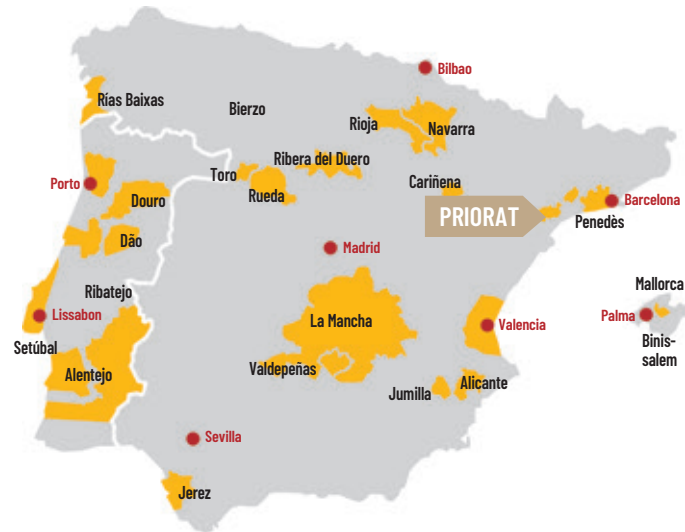 Bilbao
Rías Baixas
Bierzo
Rioja
Navarra
Ribera del Duero
Toro
Rueda
Cariñena
Porto
Douro
PRIORAT
Barcelona
Penedès
Dão
Madrid
Ribatejo
Mallorca
Lissabon
La Mancha
Valencia
Palma
Setúbal
Binis-
salem
Alentejo
Valdepeñas
Jumilla
Alicante
Sevilla
Jerez